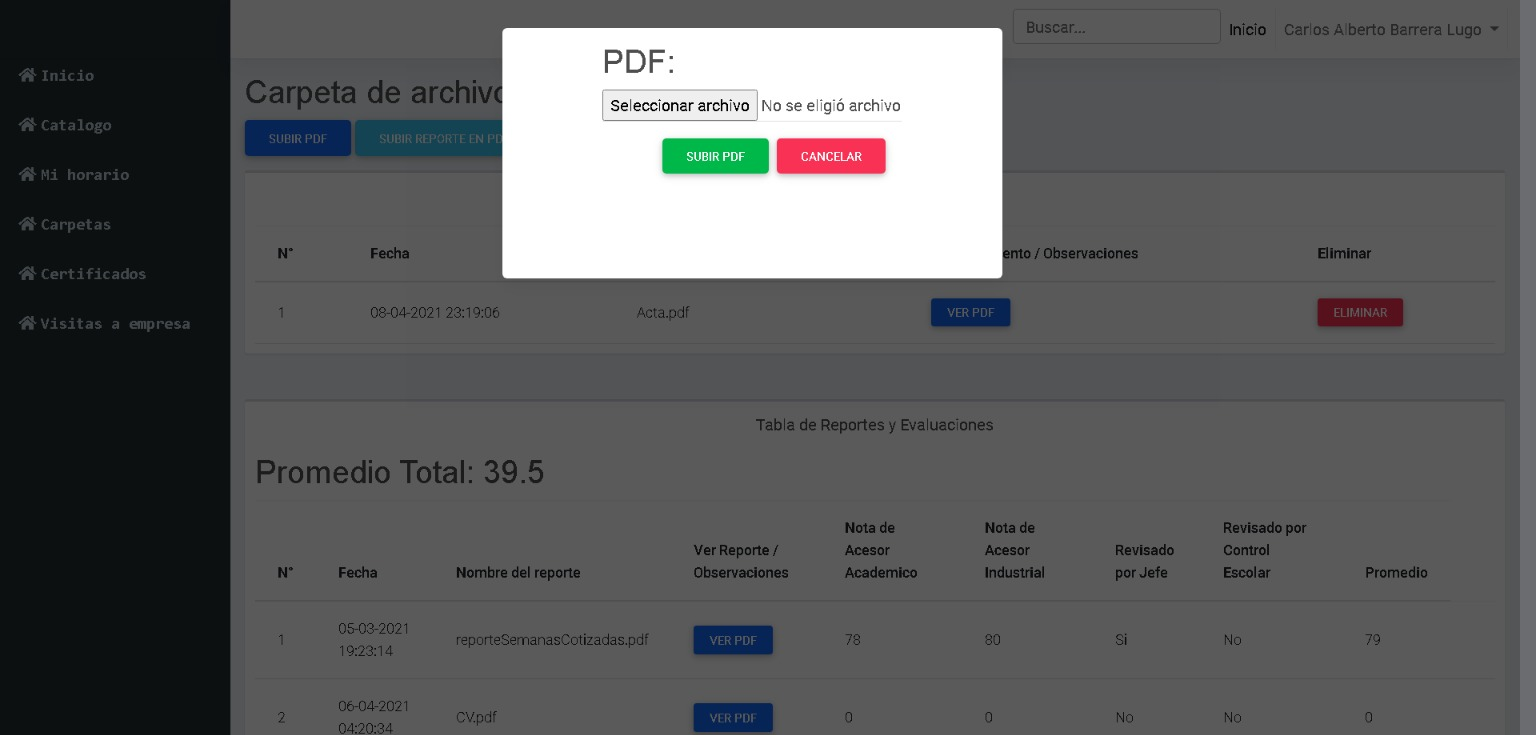 Buscar...
Inicio
Carlos Alberto Barrera Lugo
Inicio
Catalogo
Mi horario
Carpetas
Certificados
Visitas a empresa
PDF:
Seleccionar archivo No se eligió archivo
SUBIR PDF CANCELAR
Carpeta de archivo
SUBIR PDF SUBIR REPORTE EN PD
N° Fecha ento / Observaciones Eliminar
1 08-04-2021 23:19:06 Acta.pdf VER PDF ELIMINAR
Tabla de Reportes y Evaluaciones
Promedio Total: 39.5
N°
Fecha
Nombre del reporte
Ver Reporte /
Observaciones
Nota de
Acesor
Academico
Nota de
Acesor
Industrial
Revisado
por Jefe
Revisado por
Control
Escolar
Promedio
1
05-03-2021
19:23:14
reporteSemanasCotizadas.pdf
VER PDF
78
80
Si
No
79
2
06-04-2021
04:20:34
CV.pdf
VER PDF
0
0
No
No
0